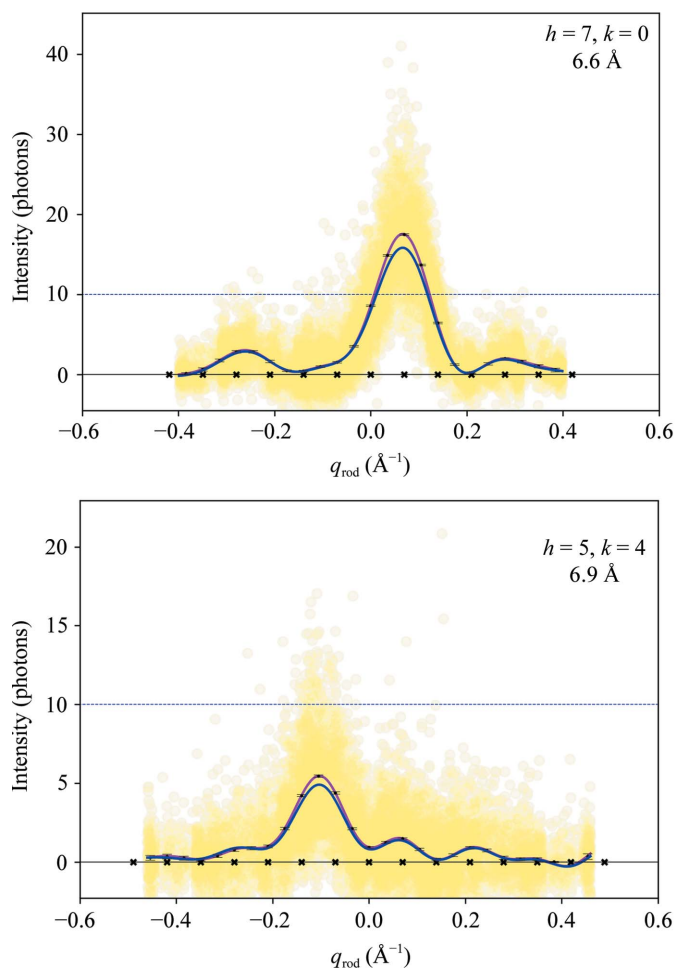 h = 7, k = 0
6.6 Å
40
30
20
10
0
Intensity (photons)
−0.6 −0.4 −0.2 0.0 0.2 0.4 0.6
q_rod (Å⁻¹)
h = 5, k = 4
6.9 Å
20
15
10
5
0
Intensity (photons)
−0.6 −0.4 −0.2 0.0 0.2 0.4 0.6
q_rod (Å⁻¹)